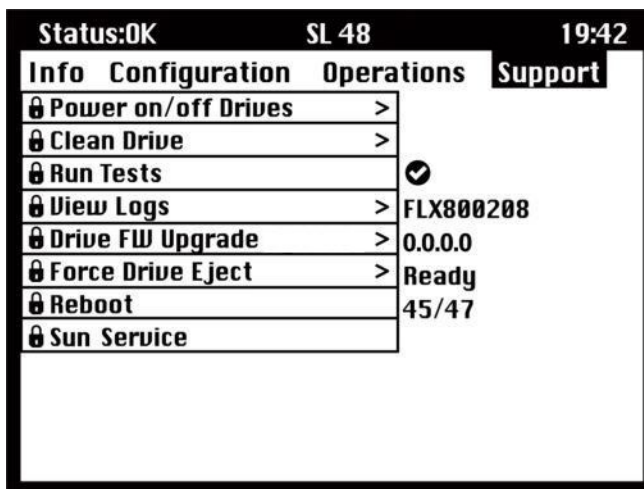 Status:OK SL 48 19:42
Info Configuration Operations Support
Power on/off Drives >
Clean Drive >
Run Tests
View Logs > FLX800208
Drive FW Upgrade > 0.0.0.0
Force Drive Eject > Ready
Reboot 45/47
Sun Service